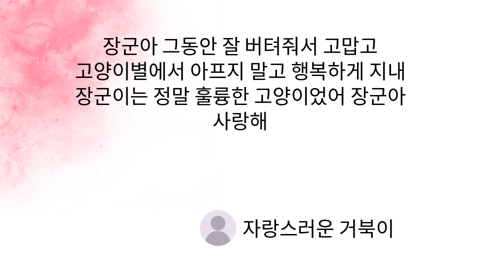 장군아 그동안 잘 버텨줘서 고맙고
고양이별에서 아프지 말고 행복하게 지내
장군이는 정말 훌륭한 고양이었어 장군아
사랑해
자랑스러운 거북이